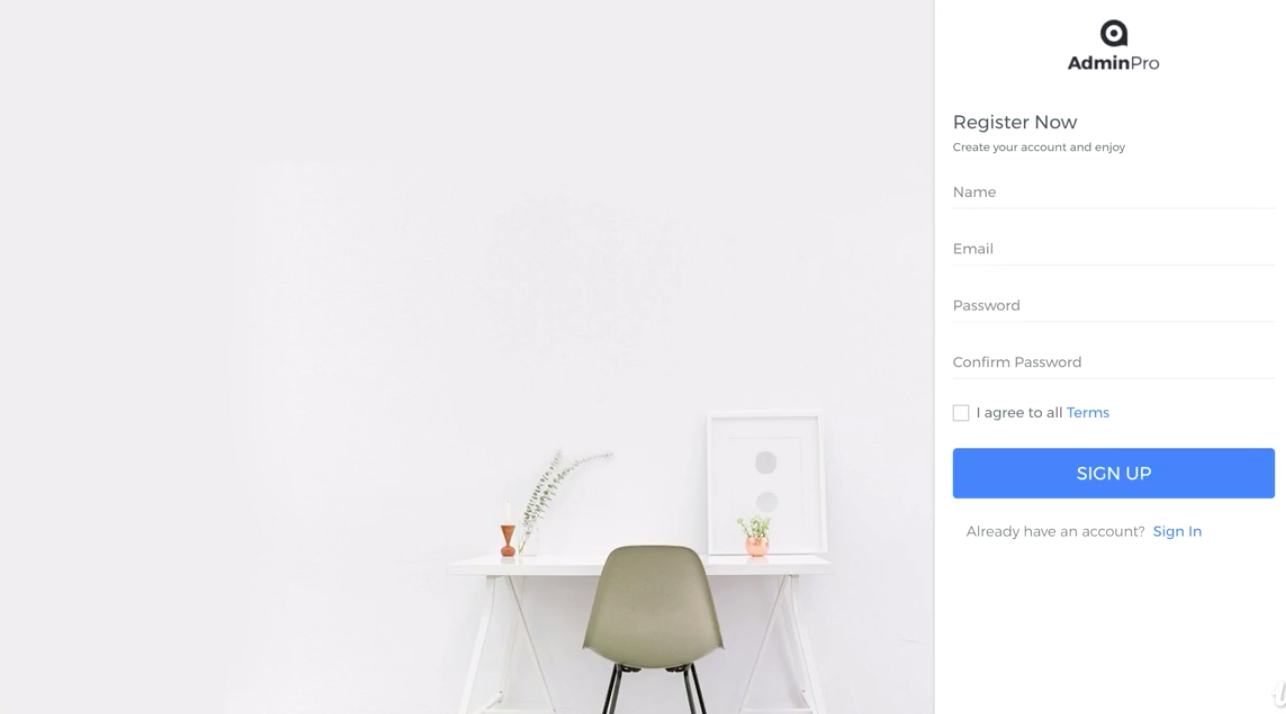 AdminPro
Register Now
Create your account and enjoy
Name
Email
Password
Confirm Password
I agree to all Terms
SIGN UP
Already have an account? Sign In